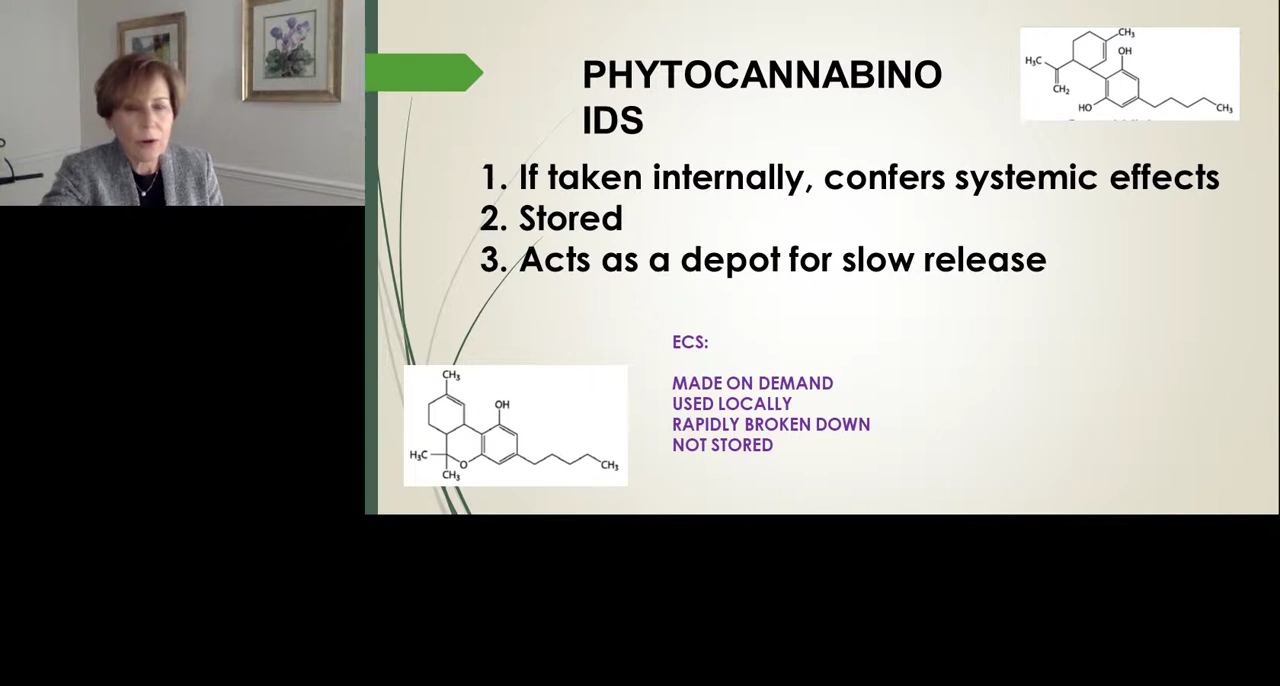 PHYTOCANNABINO
IDS
CH₃
OH
H₃C
CH₂
HO
CH₃
1. If taken internally, confers systemic effects
2. Stored
3. Acts as a depot for slow release
ECS:
MADE ON DEMAND
USED LOCALLY
RAPIDLY BROKEN DOWN
NOT STORED
CH₃
OH
H₃C
O
CH₃
CH₃